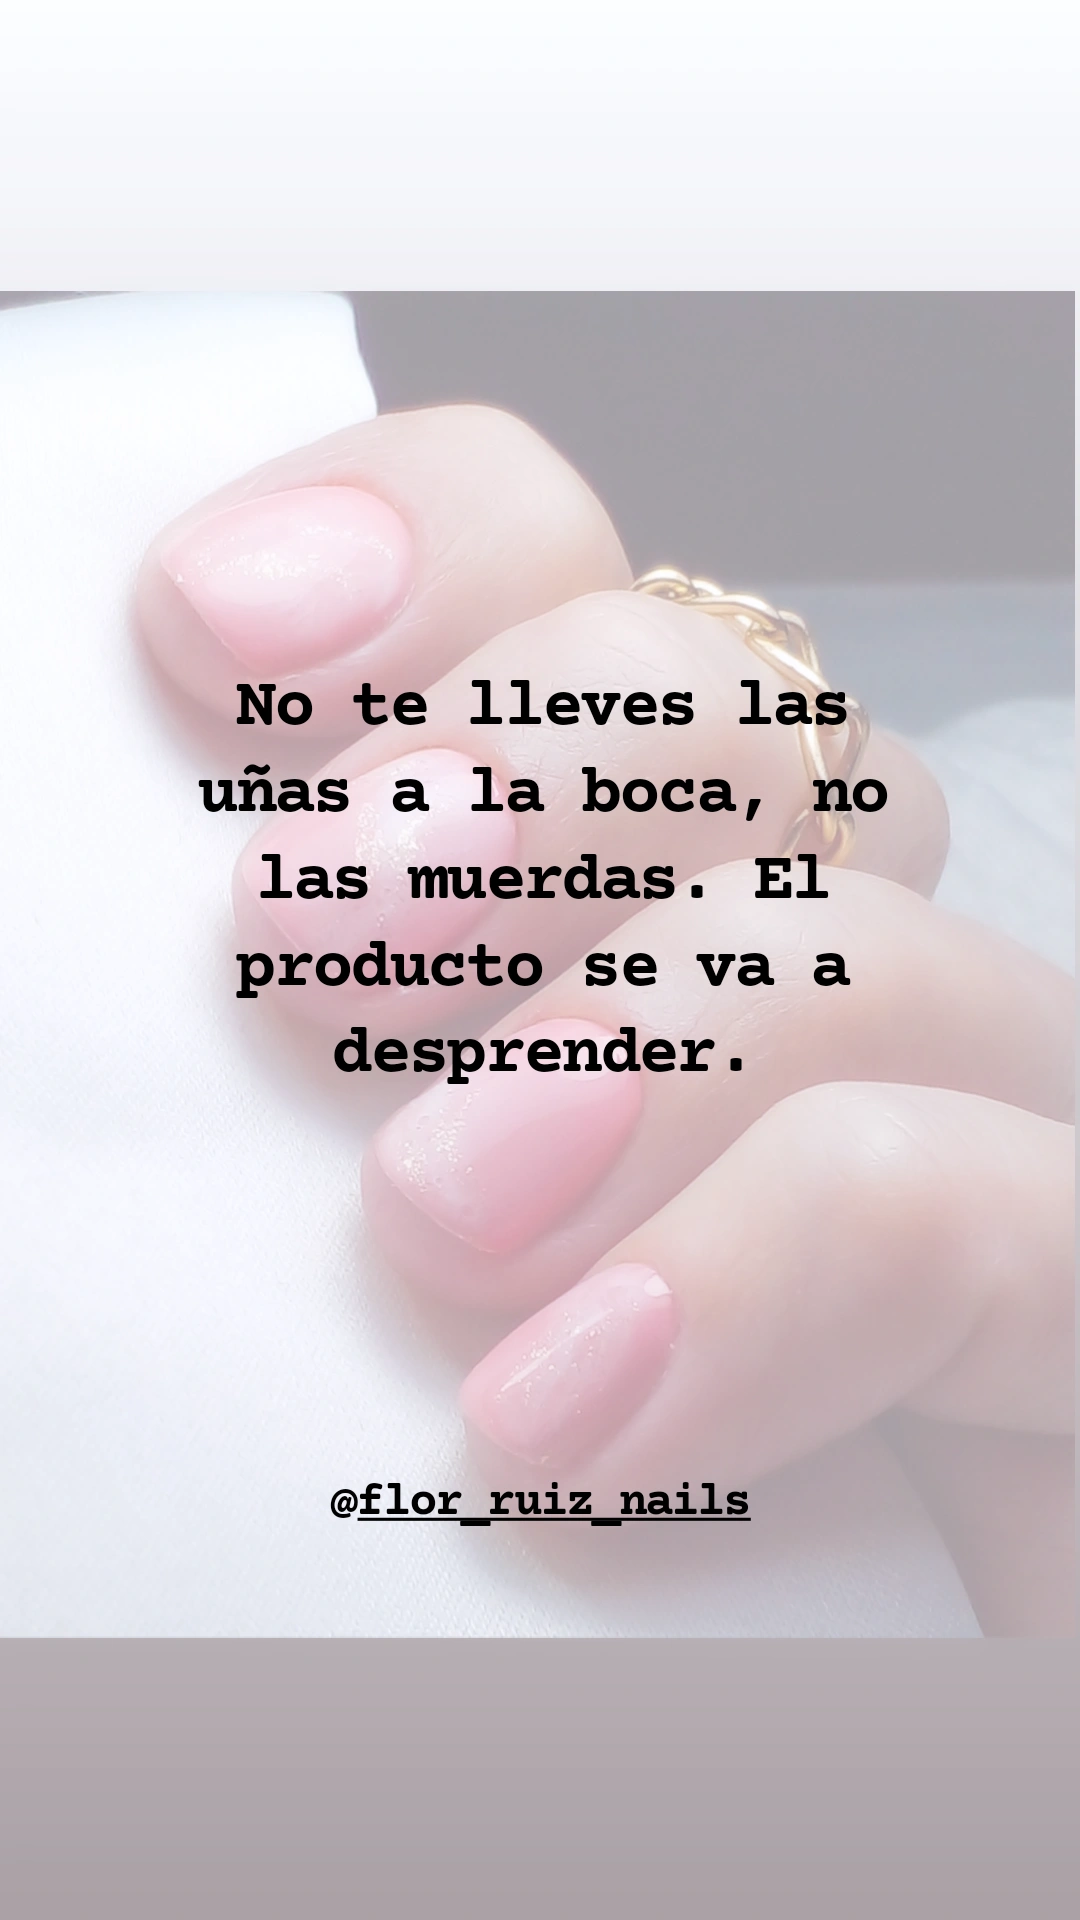 No te lleves las
uñas a la boca, no
las muerdas. El
producto se va a
desprender.
@flor_ruiz_nails